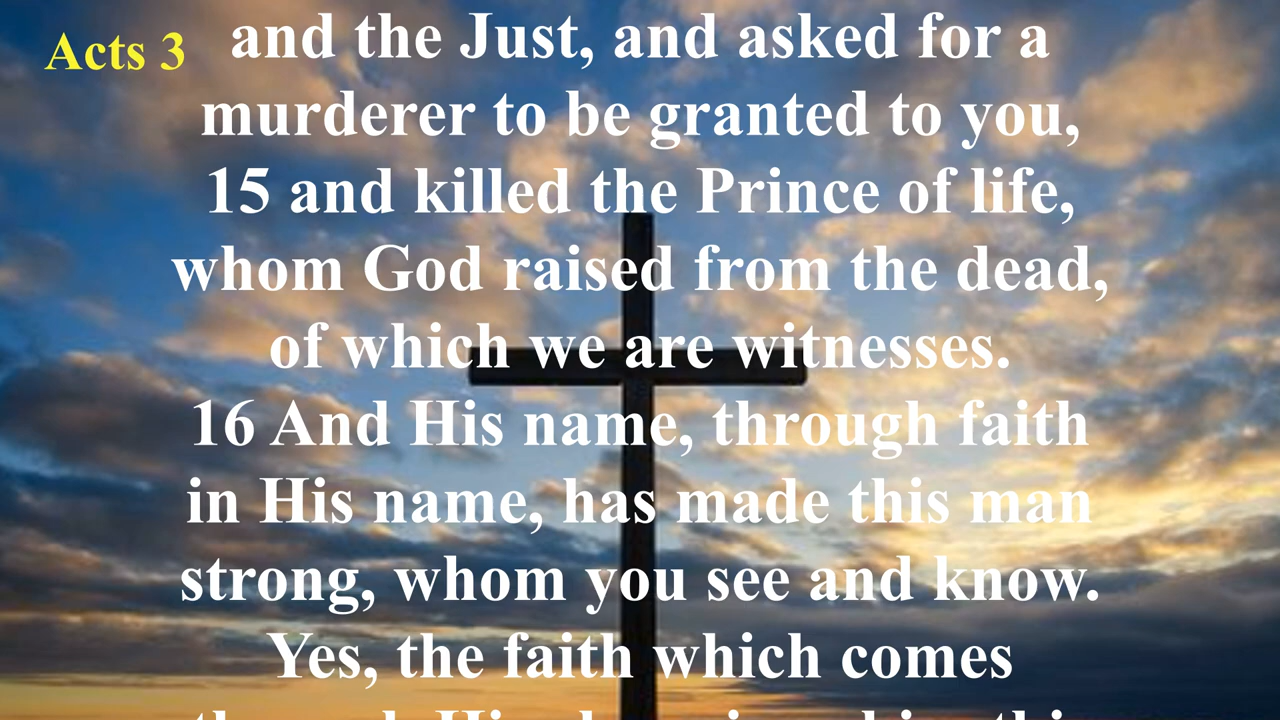 Acts 3
and the Just, and asked for a
murderer to be granted to you,
15 and killed the Prince of life,
whom God raised from the dead,
of which we are witnesses.
16 And His name, through faith
in His name, has made this man
strong, whom you see and know.
Yes, the faith which comes